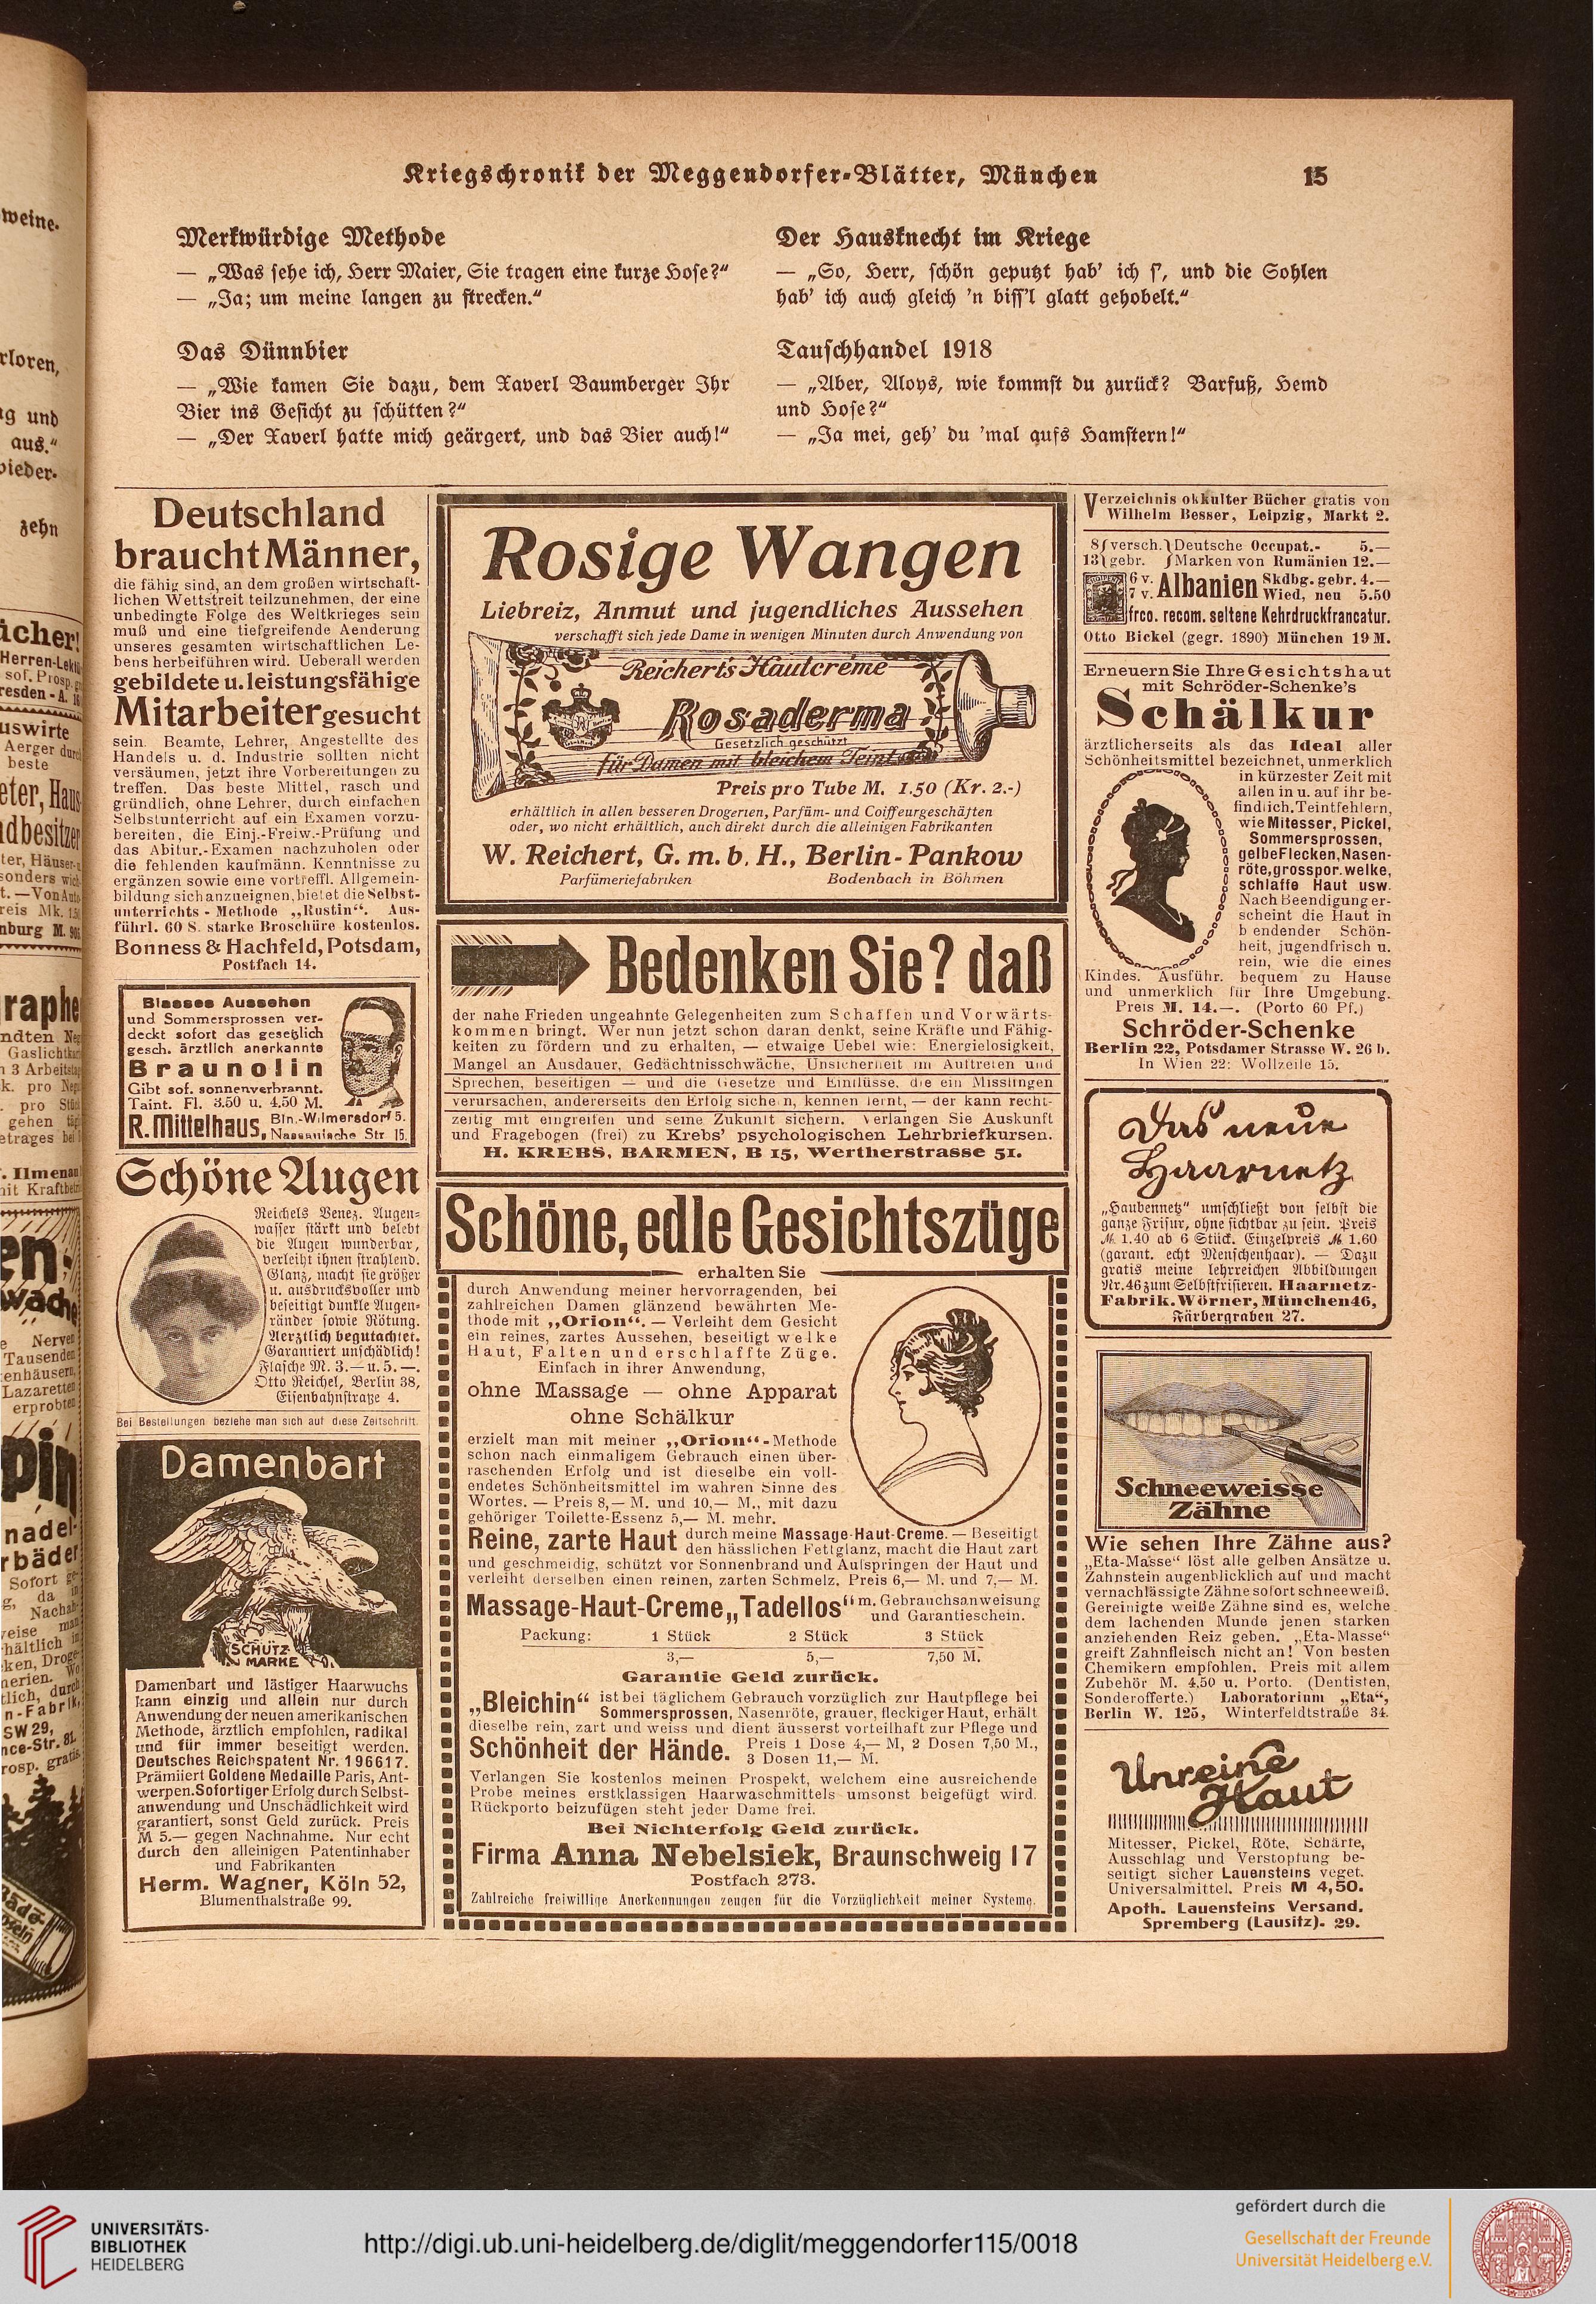 Kriegschronik der Meggendorfer-Blätter, München
15
Merkwürdige Methode
— „Was sehe ich, Herr Maier, Sie tragen eine kurze Hose?“
— „Ja; um meine langen zu strecken.“
Das Dünnbier
— „Wie kamen Sie dazu, dem Xaverl Baumberger Ihr
Bier ins Gesicht zu schütten?“
— „Der Xaverl hatte mich geärgert, und das Bier auch!“
Der Hausknecht im Kriege
— „So, Herr, schön geputzt hab' ich s', und die Sohlen
hab' ich auch gleich 'n biss'l glatt gehobelt.“
Tauschhandel 1918
— „Aber, Aloys, wie kommst du zurück? Barfuß, Hemd
und Hose?“
— „Ja mei, geh' du 'mal aufs Hamstern!“
Deutschland
braucht Männer,
die fähig sind, an dem großen wirtschaft-
lichen Wettstreit teilzunehmen, der eine
unbedingte Folge des Weltkrieges sein
muß und eine tiefgreifende Aenderung
unseres gesamten wirtschaftlichen Le-
bens herbeiführen wird. Ueberall werden
gebildete u. leistungsfähige
Mitarbeiter gesucht
sein. Beamte, Lehrer, Angestellte des
Handels u. d. Industrie sollten nicht
versäumen, jetzt ihre Vorbereitungen zu
treffen. Das beste Mittel, rasch und
gründlich, ohne Lehrer, durch einfachen
Selbstunterricht auf ein Examen vorzu-
bereiten, die Einj.-Freiw.-Prüfung und
das Abitur.-Examen nachzuholen oder
die fehlenden kaufmänn. Kenntnisse zu
ergänzen sowie eine vortreffl. Allgemein-
bildung sich anzueignen, bietet die Selbst-
unterrichts-Methode „Rustin“. Aus-
führl. 60 S. starke Broschüre kostenlos.
Bonness & Hachfeld, Potsdam,
Postfach 14.
Blasses Aussehen
und Sommersprossen ver-
deckt sofort das gesetzlich
gesch. ärztlich anerkannte
Braunolin
Gibt sof. sonnenverbrannt.
Taint. Fl. 3.50 u. 4.50 M.
R. Mittelhaus, Bln.-Wilmersdorf 5.
Nassauische Str 15.
Schöne Augen
Reichels Venez. Augen-
wasser stärkt und belebt
die Augen wunderbar,
verleiht ihnen strahlend.
Glanz, macht sie größer
u. ausdrucksvoller und
beseitigt dunkle Augen-
ränder sowie Rötung.
Aerztlich begutachtet.
Garantiert unschädlich!
Flasche M. 3.— u. 5.—.
Otto Reichel, Berlin 38,
Eisenbahnstraße 4.
Bei Bestellungen beziehe man sich auf diese Zeitschrift.
Damenbart
SCHUTZ-
MARKE
Damenbart und lästiger Haarwuchs
kann einzig und allein nur durch
Anwendung der neuen amerikanischen
Methode, ärztlich empfohlen, radikal
und für immer beseitigt werden.
Deutsches Reichspatent Nr. 196617.
Prämiiert Goldene Medaille Paris, Ant-
werpen. Sofortiger Erfolg durch Selbst-
anwendung und Unschädlichkeit wird
garantiert, sonst Geld zurück. Preis
M 5.— gegen Nachnahme. Nur echt
durch den alleinigen Patentinhaber
und Fabrikanten
Herm. Wagner, Köln 52,
Blumenthalstraße 99.
Rosige Wangen
Liebreiz, Anmut und jugendliches Aussehen
verschafft sich jede Dame in wenigen Minuten durch Anwendung von
Reichert's Hautcrème
Rosaderma
Gesetzlich geschützt
für Damen mit bleichem Teint
Preis pro Tube M. 1.50 (Kr. 2.-)
erhältlich in allen besseren Drogerien, Parfüm- und Coiffeurgeschäften
oder, wo nicht erhältlich, auch direkt durch die alleinigen Fabrikanten
W. Reichert, G. m. b. H., Berlin-Pankow
Parfümeriefabriken Bodenbach in Böhmen
Bedenken Sie? daß
der nahe Frieden ungeahnte Gelegenheiten zum Schaffen und Vorwärts-
kommen bringt. Wer nun jetzt schon daran denkt, seine Kräfte und Fähig-
keiten zu fördern und zu erhalten, — etwaige Uebel wie: Energielosigkeit,
Mangel an Ausdauer, Gedächtnisschwäche, Unsicherheit im Auftreten und
Sprechen, beseitigen — und die Gesetze und Einflüsse, die ein Misslingen
verursachen, andererseits den Erfolg sichern, kennen lernt, — der kann recht-
zeitig mit eingreifen und seine Zukunft sichern. Verlangen Sie Auskunft
und Fragebogen (frei) zu Krebs' psychologischen Lehrbriefkursen.
H. KREBS, BARMEN, B 15, Wertherstrasse 51.
Schöne, edle Gesichtszüge
erhalten Sie
durch Anwendung meiner hervorragenden, bei
zahlreichen Damen glänzend bewährten Me-
thode mit „Orion“. — Verleiht dem Gesicht
ein reines, zartes Aussehen, beseitigt welke
Haut, Falten und erschlaffte Züge.
Einfach in ihrer Anwendung,
ohne Massage — ohne Apparat
ohne Schälkur
erzielt man mit meiner „Orion“-Methode
schon nach einmaligem Gebrauch einen über-
raschenden Erfolg und ist dieselbe ein voll-
endetes Schönheitsmittel im wahren Sinne des
Wortes. — Preis 8,— M. und 10,— M., mit dazu
gehöriger Toilette-Essenz 5,— M. mehr.
Reine, zarte Haut durch meine Massage-Haut-Creme. — Beseitigt
den hässlichen Fettglanz, macht die Haut zart
und geschmeidig, schützt vor Sonnenbrand und Aufspringen der Haut und
verleiht derselben einen reinen, zarten Schmelz. Preis 6,— M. und 7,— M.
Massage-Haut-Creme „Tadellos“ m. Gebrauchsanweisung
und Garantieschein.
Packung: 1 Stück 2 Stück 3 Stück
3,— 5,— 7,50 M.
Garantie Geld zurück.
„Bleichin“ ist bei täglichem Gebrauch vorzüglich zur Hautpflege bei
Sommersprossen, Nasenröte, grauer, fleckiger Haut, erhält
dieselbe rein, zart und weiss und dient äusserst vorteilhaft zur Pflege und
Schönheit der Hände. Preis 1 Dose 4,— M, 2 Dosen 7,50 M.,
3 Dosen 11,— M.
Verlangen Sie kostenlos meinen Prospekt, welchem eine ausreichende
Probe meines erstklassigen Haarwaschmittels umsonst beigefügt wird.
Rückporto beizufügen steht jeder Dame frei.
Bei Nichterfolg Geld zurück.
Firma Anna Nebelsiek, Braunschweig 17
Postfach 273.
Zahlreiche freiwillige Anerkennungen zeugen für die Vorzüglichkeit meiner Systeme.
Verzeichnis okkulter Bücher gratis von
Wilhelm Besser, Leipzig, Markt 2.
8 { versch. } Deutsche Occupat.- 5.—
13 { gebr. } Marken von Rumänien 12.—
6 v. Albanien Skdbg. gebr. 4.—
7 v. Wied, neu 5.50
frco. recom. seltene Kehrdruckfrancatur.
Otto Bickel (gegr. 1890) München 19 M.
Erneuern Sie Ihre Gesichtshaut
mit Schröder-Schenke's
Schälkur
ärztlicherseits als das Ideal aller
Schönheitsmittel bezeichnet, unmerklich
in kürzester Zeit mit
allen in u. auf ihr be-
findlich. Teintfehlern,
wie Mitesser, Pickel,
Sommersprossen,
gelbe Flecken, Nasen-
röte, grosspor. welke,
schlaffe Haut usw.
Nach Beendigung er-
scheint die Haut in
blendender Schön-
heit, jugendfrisch u.
rein, wie die eines
Kindes. Ausführ. bequem zu Hause
und unmerklich für Ihre Umgebung.
Preis M. 14.—. (Porto 60 Pf.)
Schröder-Schenke
Berlin 22, Potsdamer Strasse W. 26 b.
In Wien 22: Wollzeile 15.
Das neue
Haarnetz
„Haubennetz“ umschließt von selbst die
ganze Frisur, ohne sichtbar zu sein. Preis
M. 1.40 ab 6 Stück. Einzelpreis M 1.60
(garant. echt Menschenhaar). — Dazu
gratis meine lehrreichen Abbildungen
Nr. 46 zum Selbstfrisieren. Haarnetz-
Fabrik. Wörner, München 46,
Färbergraben 27.
Schneeweisse
Zähne
Wie sehen Ihre Zähne aus?
„Eta-Masse“ löst alle gelben Ansätze u.
Zahnstein augenblicklich auf und macht
vernachlässigte Zähne sofort schneeweiß.
Gereinigte weiße Zähne sind es, welche
dem lachenden Munde jenen starken
anziehenden Reiz geben. „Eta-Masse“
greift Zahnfleisch nicht an! Von besten
Chemikern empfohlen. Preis mit allem
Zubehör M. 4,50 u. Porto. (Dentisten,
Sonderofferte.) Laboratorium „Eta“,
Berlin W. 125, Winterfeldtstraße 34.
Unreine
Haut
Mitesser, Pickel, Röte, Schärfe,
Ausschlag und Verstopfung be-
seitigt sicher Lauensteins veget.
Universalmittel. Preis M 4,50.
Apoth. Lauensteins Versand,
Spremberg (Lausitz). 29.
UNIVERSITÄTS-
BIBLIOTHEK
HEIDELBERG
http://digi.ub.uni-heidelberg.de/diglit/meggendorfer115/0018
gefördert durch die
Gesellschaft der Freunde
Universität Heidelberg e.V.